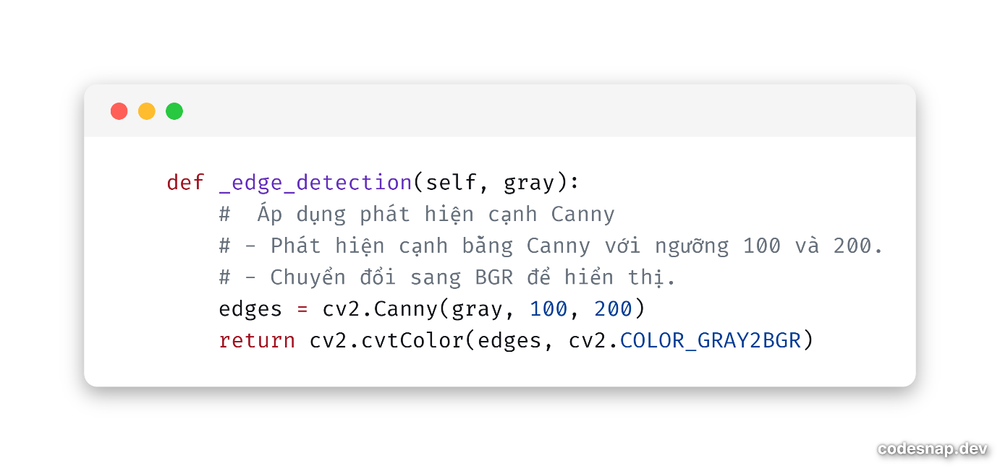 def _edge_detection(self, gray):
#  Áp dụng phát hiện cạnh Canny
# - Phát hiện cạnh bằng Canny với ngưỡng 100 và 200.
# - Chuyển đổi sang BGR để hiển thị.
edges = cv2.Canny(gray, 100, 200)
return cv2.cvtColor(edges, cv2.COLOR_GRAY2BGR)
codesnap.dev